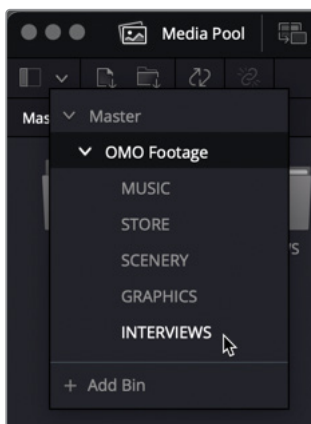 Media Pool
Mas
Master
OMO Footage
MUSIC
STORE
SCENERY
GRAPHICS
INTERVIEWS
S
+ Add Bin